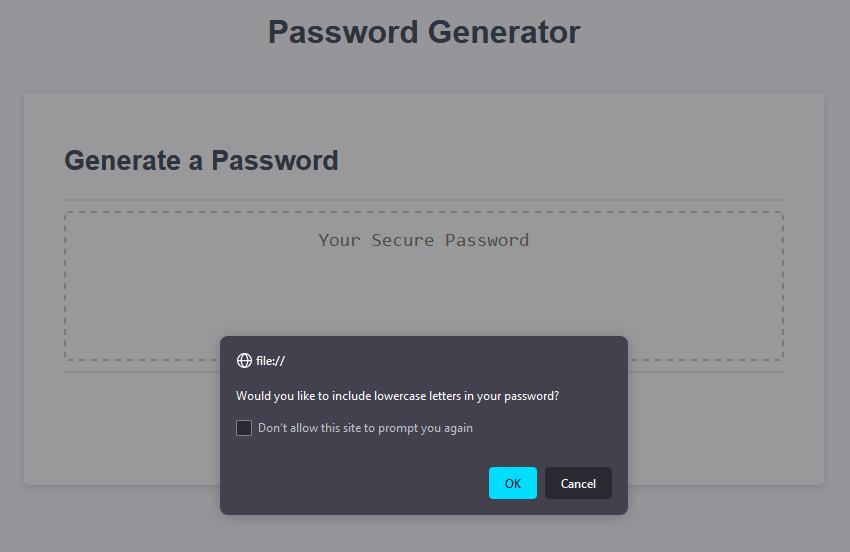 Password Generator
Generate a Password
Your Secure Password
file://
Would you like to include lowercase letters in your password?
Don't allow this site to prompt you again
OK Cancel